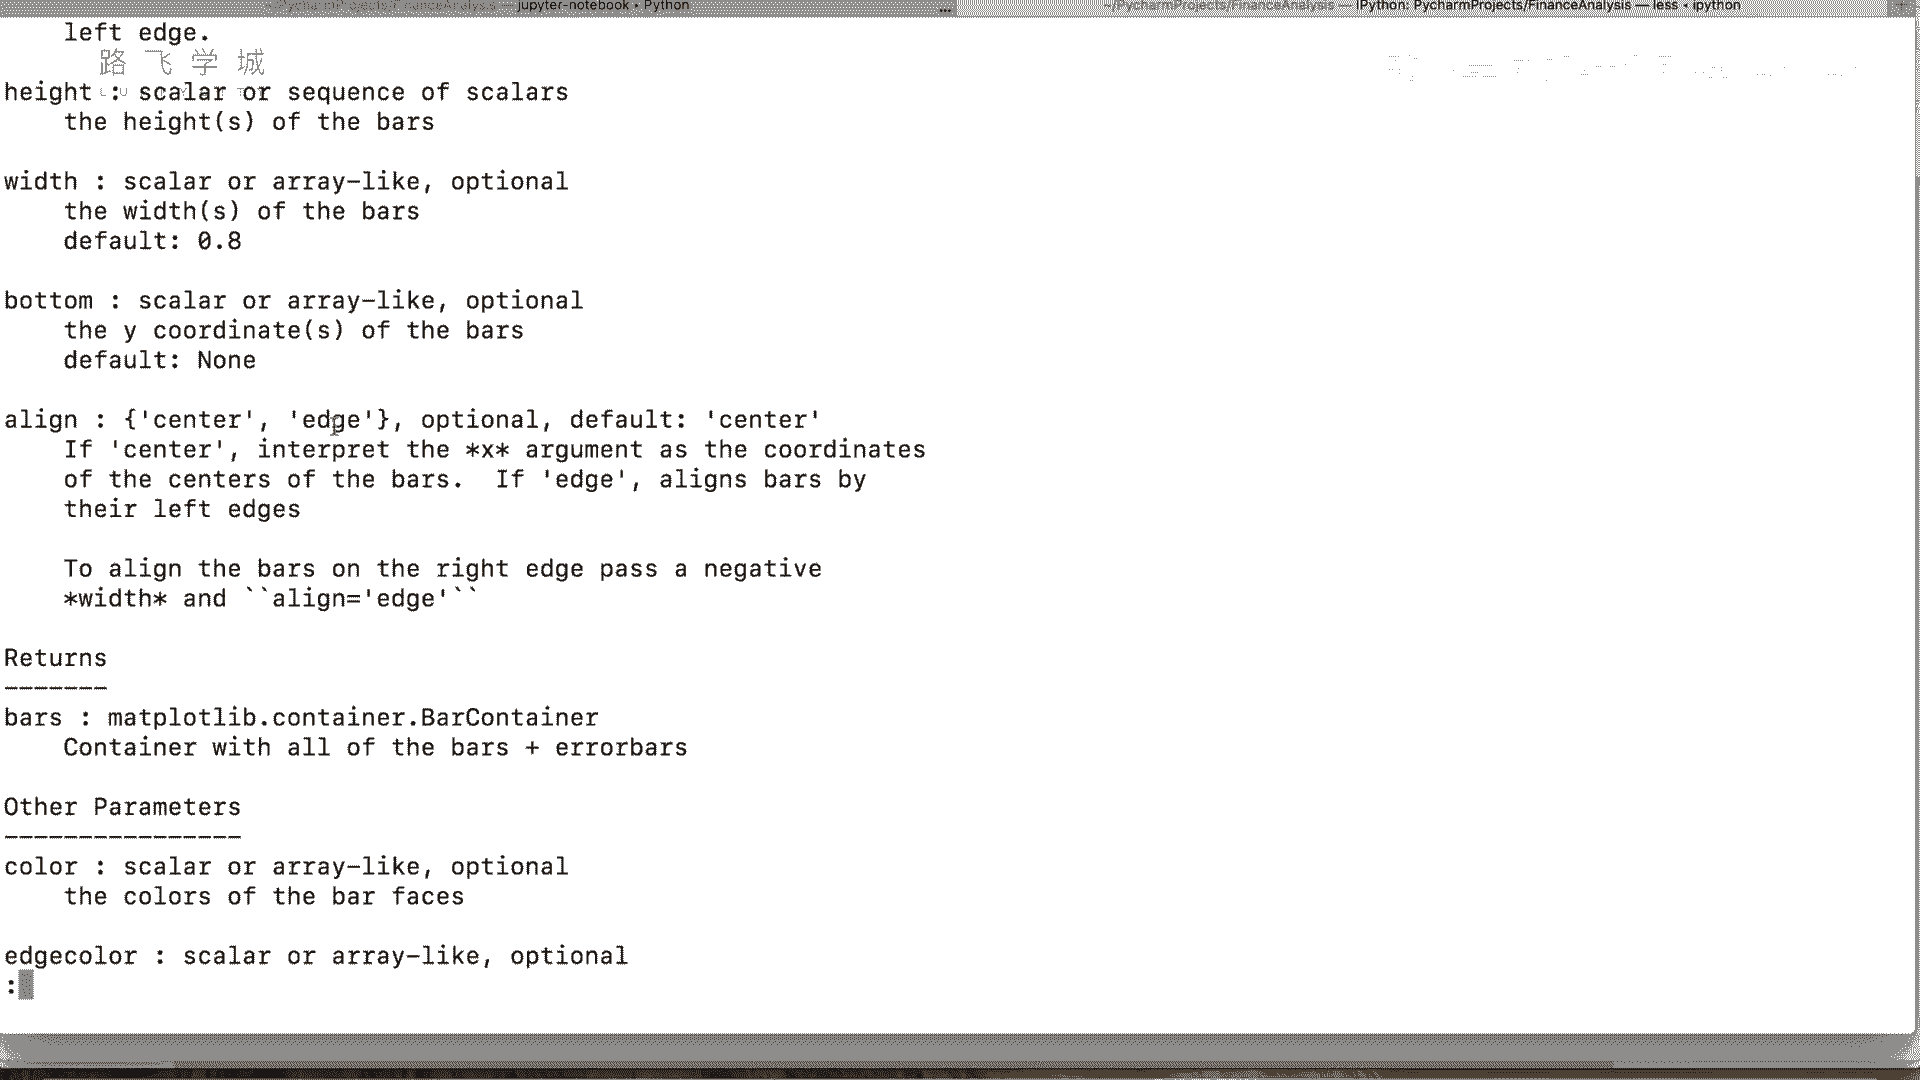 ~/PycharmProjects/FinanceAnalysis — jupyter-notebook • Python
...
~/PycharmProjects/FinanceAnalysis — IPython: PycharmProjects/FinanceAnalysis — less • ipython
left edge.
路飞学城
height : scalar or sequence of scalars
the height(s) of the bars
width : scalar or array-like, optional
the width(s) of the bars
default: 0.8
bottom : scalar or array-like, optional
the y coordinate(s) of the bars
default: None
align : {'center', 'edge'}, optional, default: 'center'
If 'center', interpret the *x* argument as the coordinates
of the centers of the bars.  If 'edge', aligns bars by
their left edges
To align the bars on the right edge pass a negative
*width* and ``align='edge'``
Returns
-------
bars : matplotlib.container.BarContainer
Container with all of the bars + errorbars
Other Parameters
----------------
color : scalar or array-like, optional
the colors of the bar faces
edgecolor : scalar or array-like, optional
: